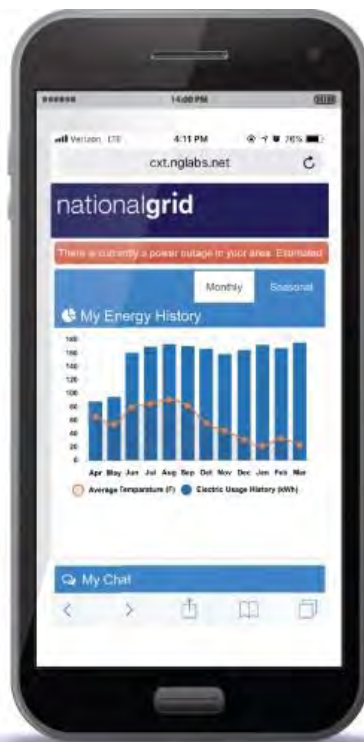 14:00 PM
Verizon LTE 4:11 PM 76%
cxt.nglabs.net
nationalgrid
There is currently a power outage in your area. Estimated
Monthly Seasonal
My Energy History
180
160
140
120
100
80
60
40
20
0
Apr May Jun Jul Aug Sep Oct Nov Dec Jan Feb Mar
Average Temparature (F) Electric Usage History (kWh)
My Chat